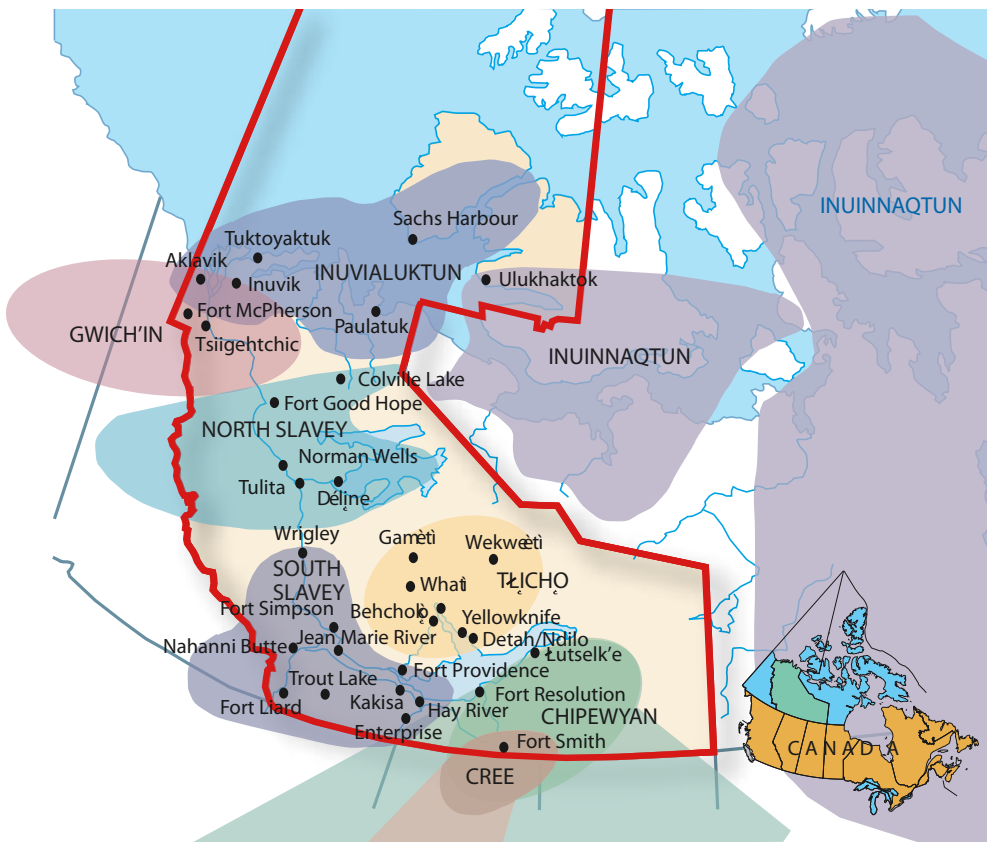 INUINNAQTUN
Sachs Harbour
Tuktoyaktuk
Aklavik
INUVIALUKTUN
Ulukhaktok
Inuvik
Fort McPherson
GWICH’IN
Paulatuk
Tsiigehtchic
INUINNAQTUN
Colville Lake
Fort Good Hope
NORTH SLAVEY
Norman Wells
Tulita
Délįne
Wrigley
Gamètì
Wekweètì
SOUTH
SLAVEY
TŁĮCHǪ
Whatì
Fort Simpson
Behchokǫ̀
Yellowknife
Jean Marie River
Detah/Ndilo
Nahanni Butte
Łutselk’e
Fort Providence
Trout Lake
Fort Resolution
Kakisa
Fort Liard
Hay River
CHIPEWYAN
Enterprise
Fort Smith
CANADA
CREE